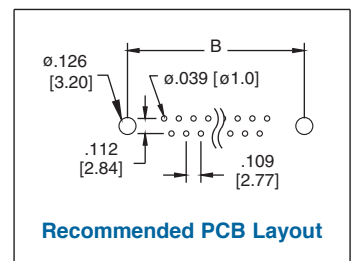 B
ø.126
[3.20]
ø.039 [ø1.0]
.112
[2.84]
.109
[2.77]
Recommended PCB Layout